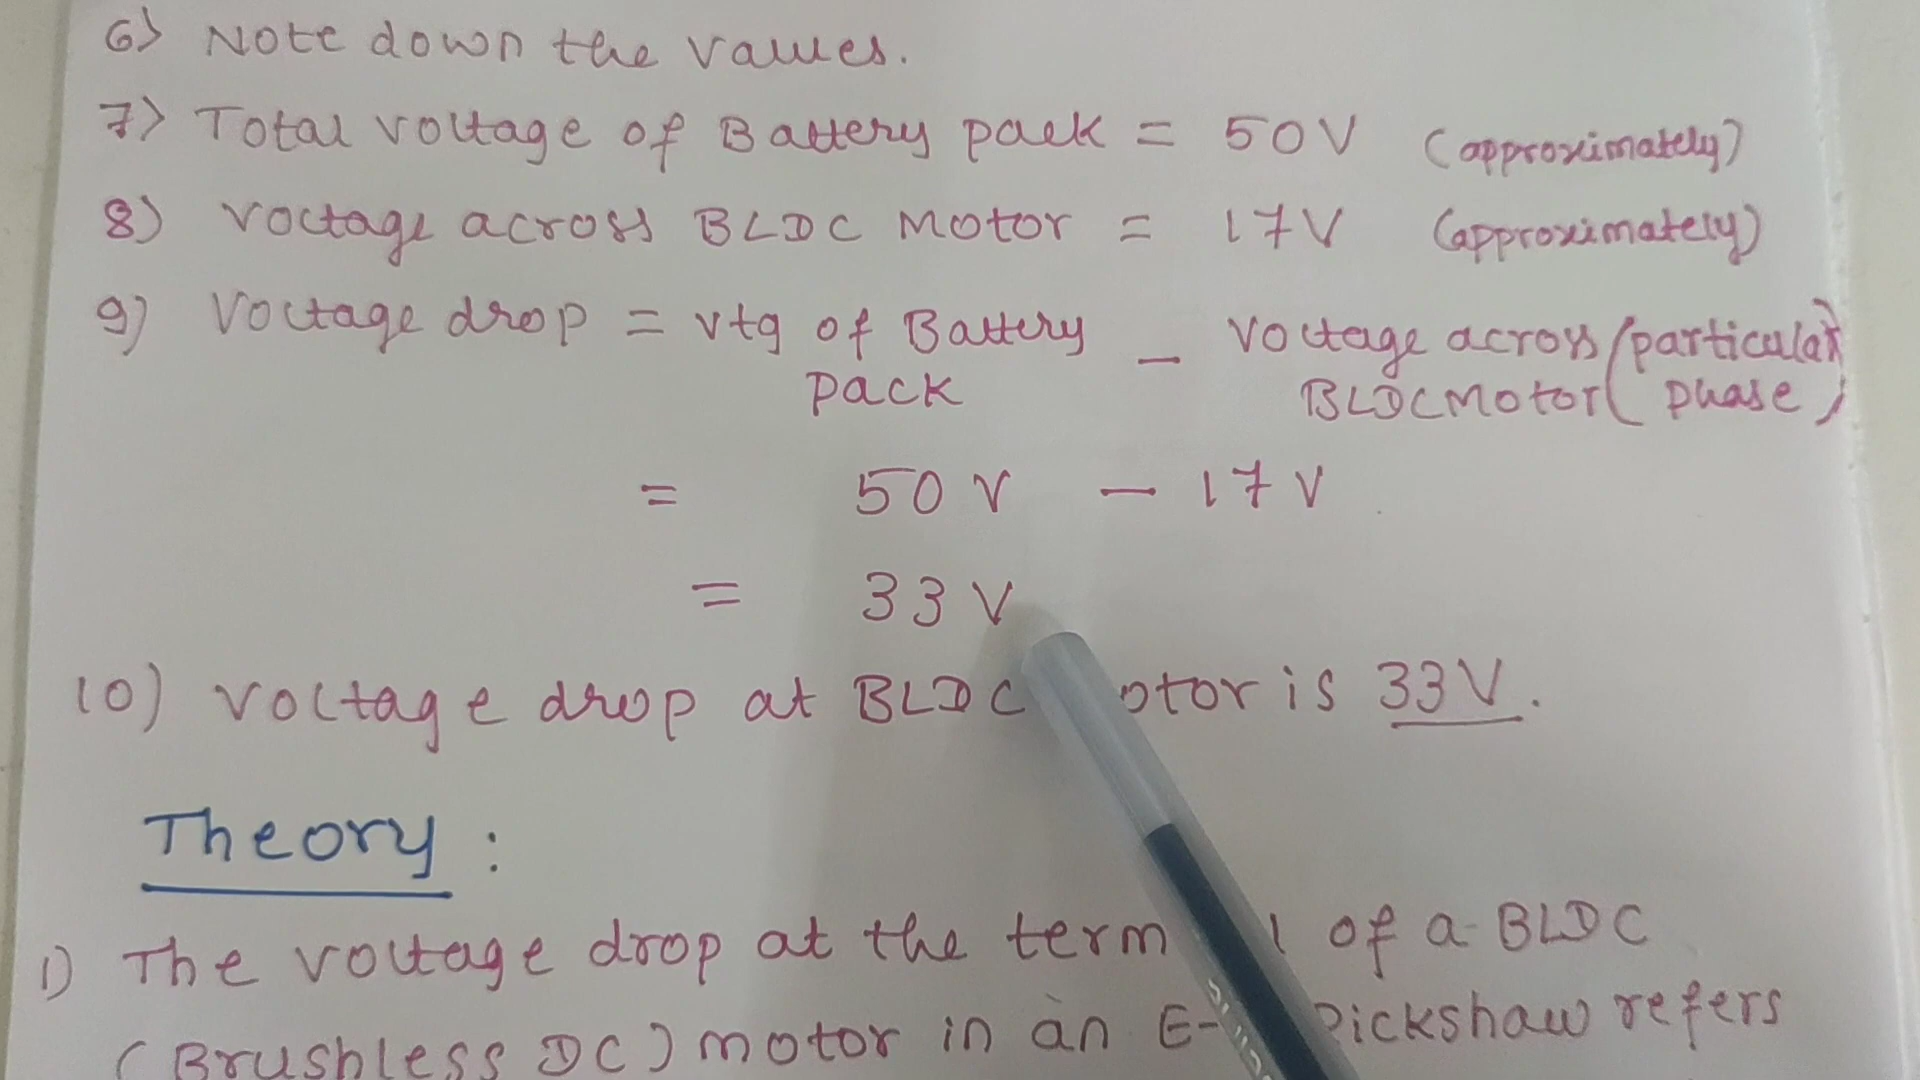 6) Note down the values.
7) Total voltage of Battery pack = 50V (approximately)
8) Voltage across BLDC Motor = 17V (approximately)
9) Voltage drop = vtg of Battery pack - Voltage across BLDC Motor (particular phase)
= 50V - 17V
= 33V
10) Voltage drop at BLDC otor is 33V.
Theory :
1) The voltage drop at the term l of a BLDC
(Brushless DC) motor in an E- Rickshaw refers